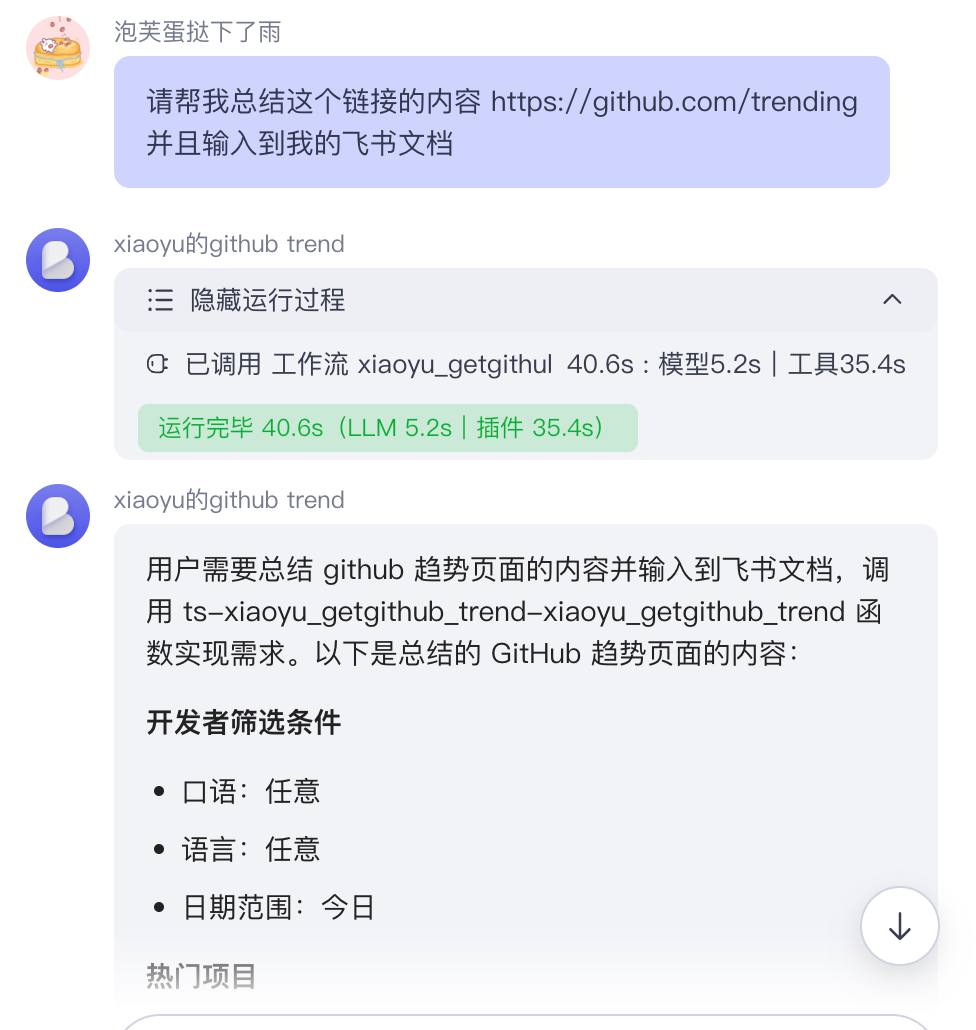 泡芙蛋挞下了雨
请帮我总结这个链接的内容 https://github.com/trending
并且输入到我的飞书文档
xiaoyu的github trend
隐藏运行过程
已调用 工作流 xiaoyu_getgithul 40.6s : 模型5.2s | 工具35.4s
运行完毕 40.6s（LLM 5.2s | 插件 35.4s）
xiaoyu的github trend
用户需要总结 github 趋势页面的内容并输入到飞书文档，调
用 ts-xiaoyu_getgithub_trend-xiaoyu_getgithub_trend 函
数实现需求。以下是总结的 GitHub 趋势页面的内容：
开发者筛选条件
• 口语：任意
• 语言：任意
• 日期范围：今日
热门项目